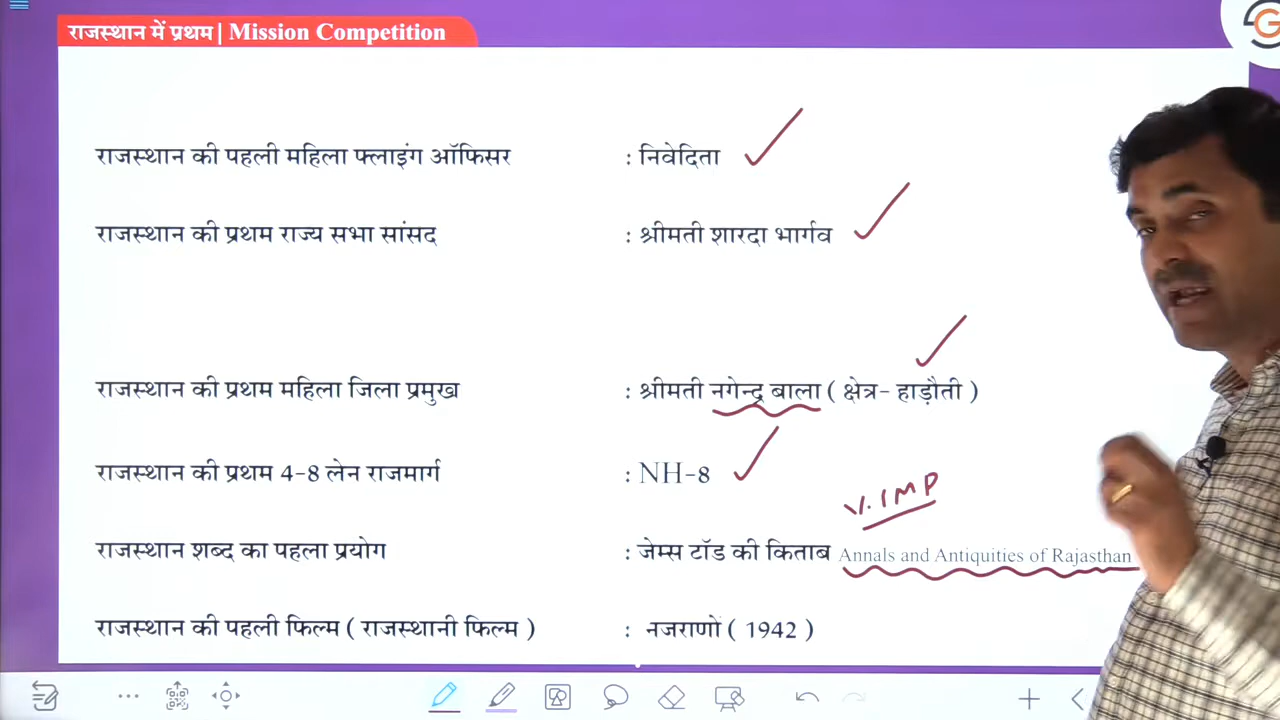 राजस्थान में प्रथम | Mission Competition
राजस्थान की पहली महिला फ्लाइंग ऑफिसर : निवेदिता
राजस्थान की प्रथम राज्य सभा सांसद : श्रीमती शारदा भार्गव
राजस्थान की प्रथम महिला जिला प्रमुख : श्रीमती नगेन्द्र बाला ( क्षेत्र- हाड़ौती )
राजस्थान की प्रथम 4-8 लेन राजमार्ग : NH-8
V. IMP
राजस्थान शब्द का पहला प्रयोग : जेम्स टॉड की किताब Annals and Antiquities of Rajasthan
राजस्थान की पहली फिल्म ( राजस्थानी फिल्म ) : नजराणों ( 1942 )